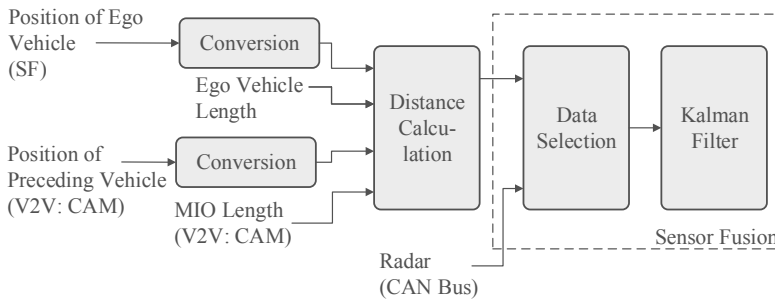 Position of Ego
Vehicle
(SF)
Conversion
Ego Vehicle
Length
Position of
Preceding Vehicle
(V2V: CAM)
Conversion
MIO Length
(V2V: CAM)
Distance
Calcu-
lation
Radar
(CAN Bus)
Data
Selection
Kalman
Filter
Sensor Fusion